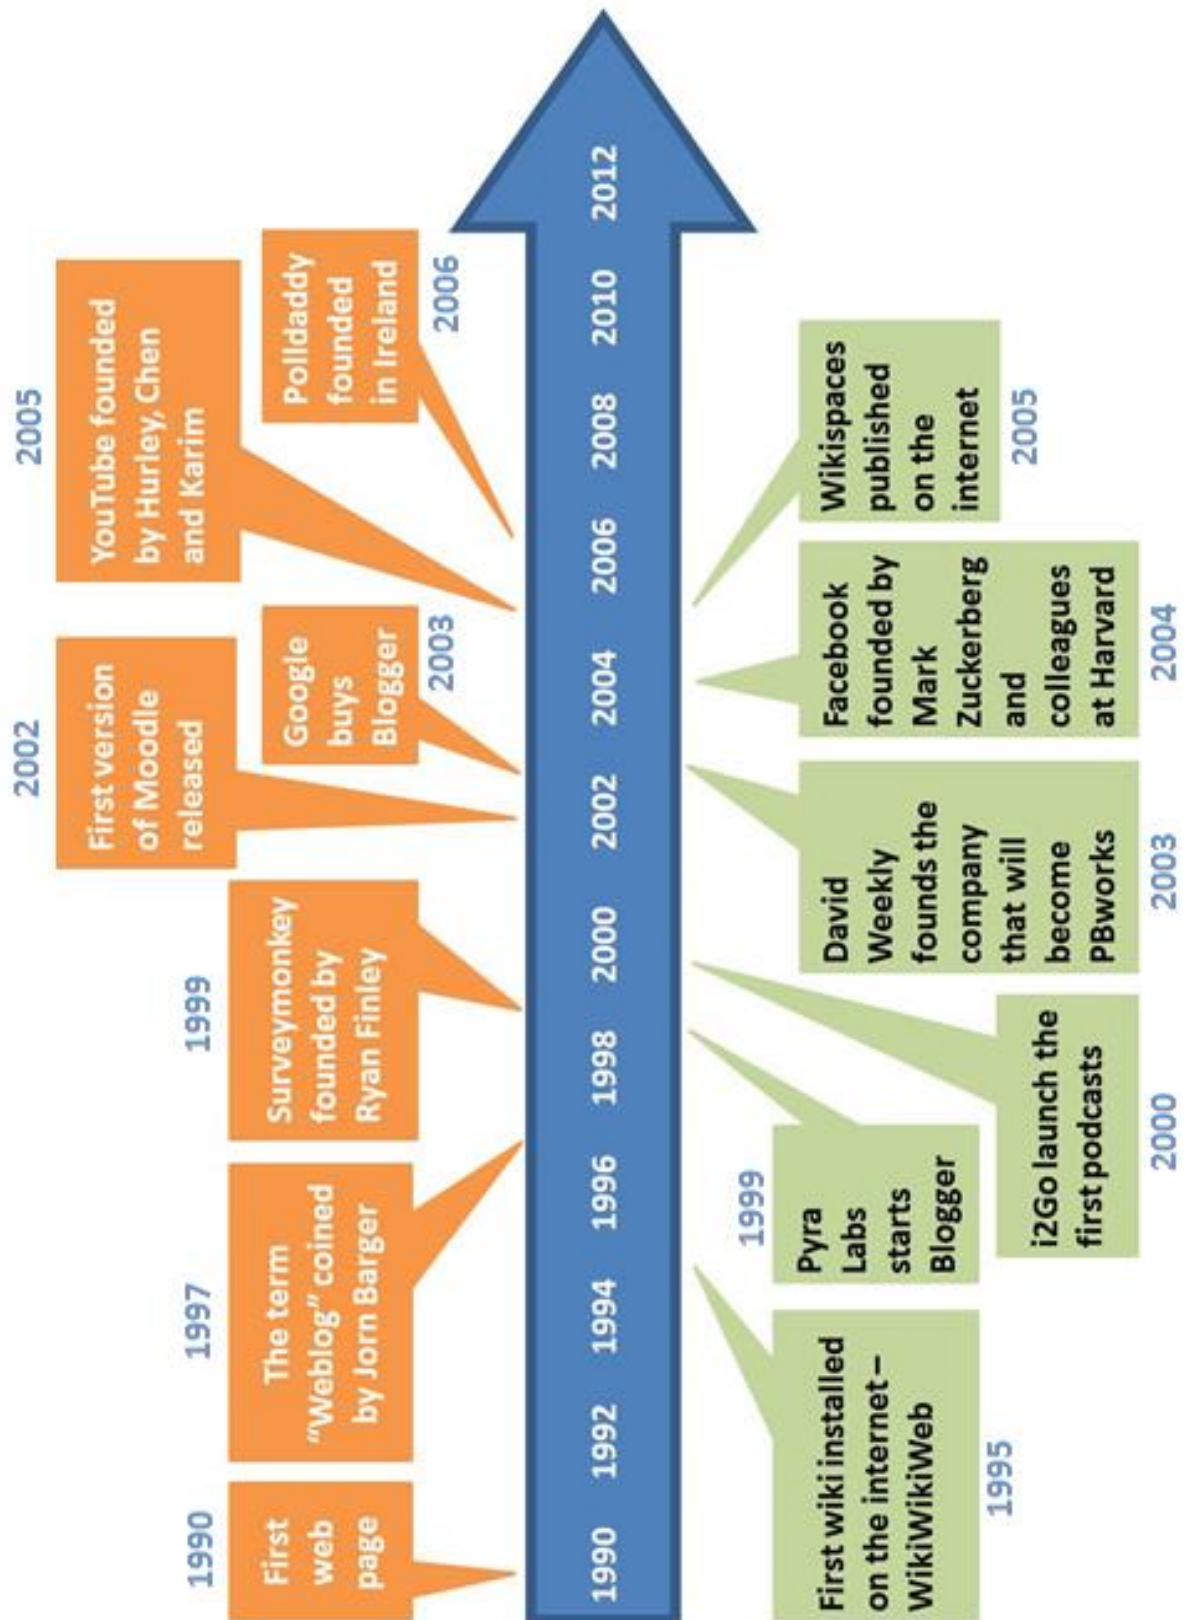 1990
First
web
page
1997
The term
“Weblog” coined
by Jorn Barger
1999
Surveymonkey
founded by
Ryan Finley
2002
First version
of Moodle
released
Google
buys
Blogger
2003
2005
YouTube founded
by Hurley, Chen
and Karim
Polldaddy
founded
in Ireland
2006
1990 1992 1994 1996 1998 2000 2002 2004 2006 2008 2010 2012
First wiki installed
on the internet–
WikiWikiWeb
1995
1999
Pyra
Labs
starts
Blogger
i2Go launch the
first podcasts
2000
David
Weekly
founds the
company
that will
become
PBworks
2003
Facebook
founded by
Mark
Zuckerberg
and
colleagues
at Harvard
2004
Wikispaces
published
on the
internet
2005